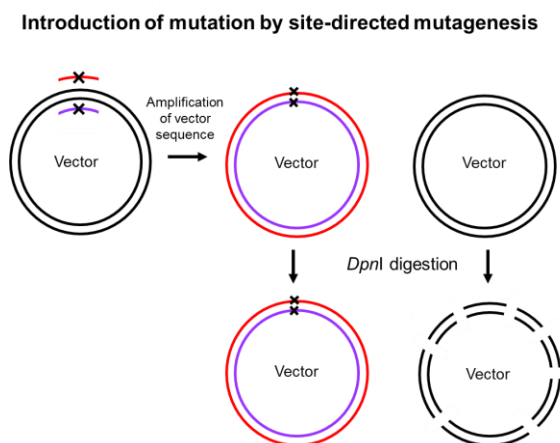 Introduction of mutation by site-directed mutagenesis
Amplification
of vector
sequence
Vector
Vector
Vector
DpnI digestion
Vector
Vector